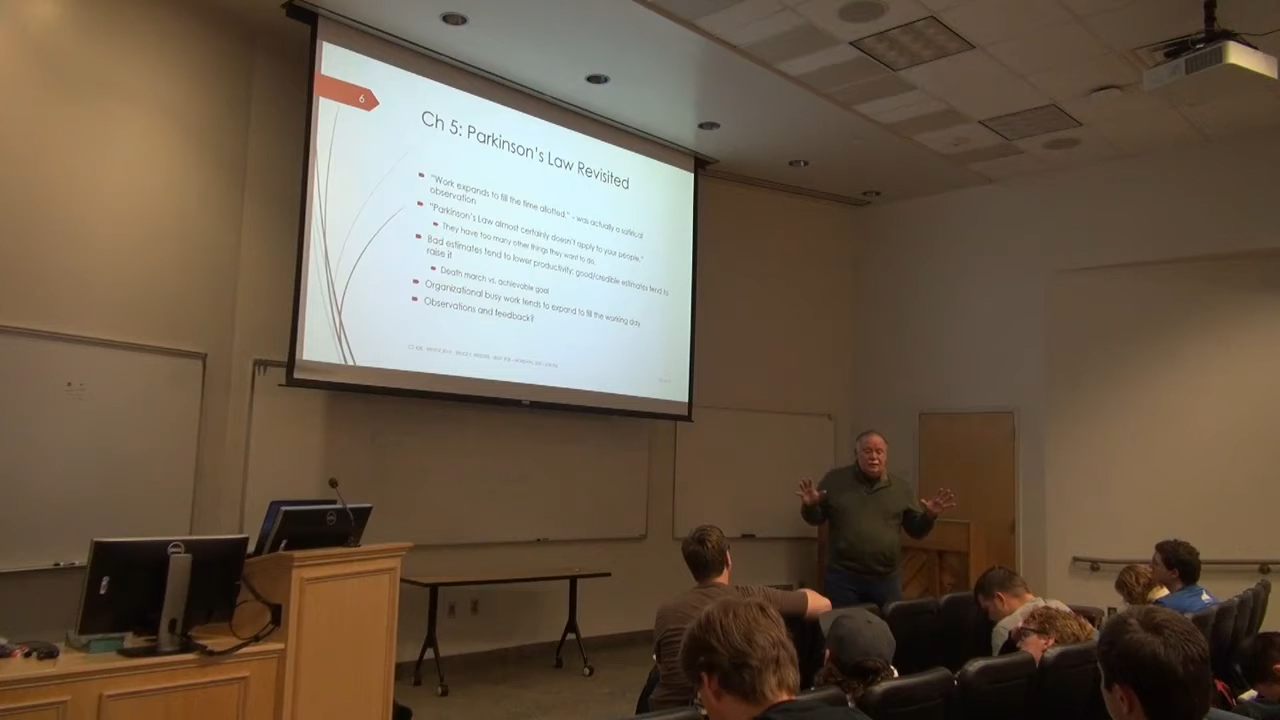 6
Ch 5: Parkinson's Law Revisited
"Work expands to fill the time allotted." - was actually a satirical
observation
"Parkinson's Law almost certainly doesn't apply to your people."
They have too many other things they want to do.
Bad estimates tend to lower productivity; good/credible estimates tend to
raise it
Death march vs. achievable goal
Organizational busy work tends to expand to fill the working day
Observations and feedback?
DELL